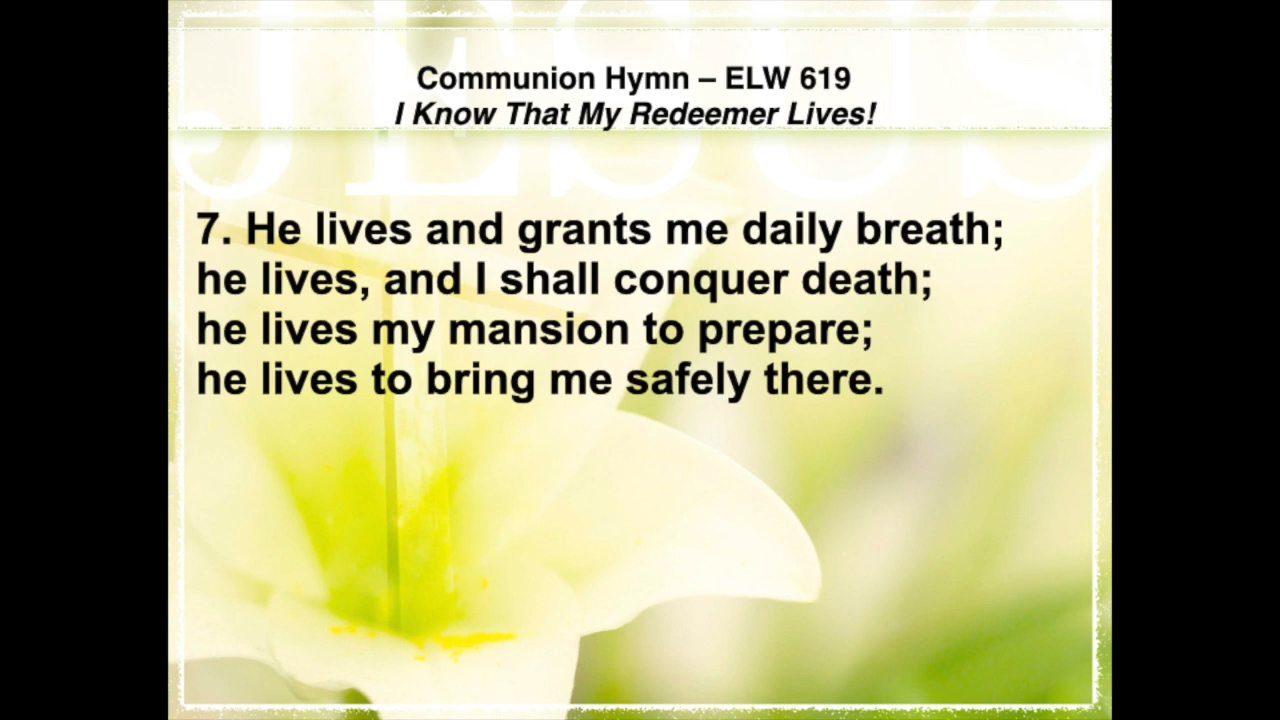 JESUS
Communion Hymn – ELW 619
I Know That My Redeemer Lives!
7. He lives and grants me daily breath;
he lives, and I shall conquer death;
he lives my mansion to prepare;
he lives to bring me safely there.